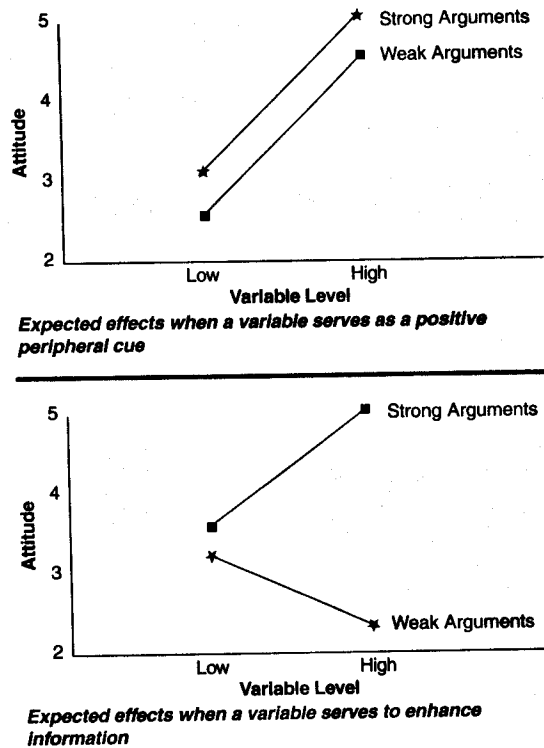 5
Strong Arguments
Weak Arguments
4
Attitude
3
2
Low High
Variable Level
Expected effects when a variable serves as a positive
peripheral cue
5
Strong Arguments
4
Attitude
3
Weak Arguments
2
Low High
Variable Level
Expected effects when a variable serves to enhance
information